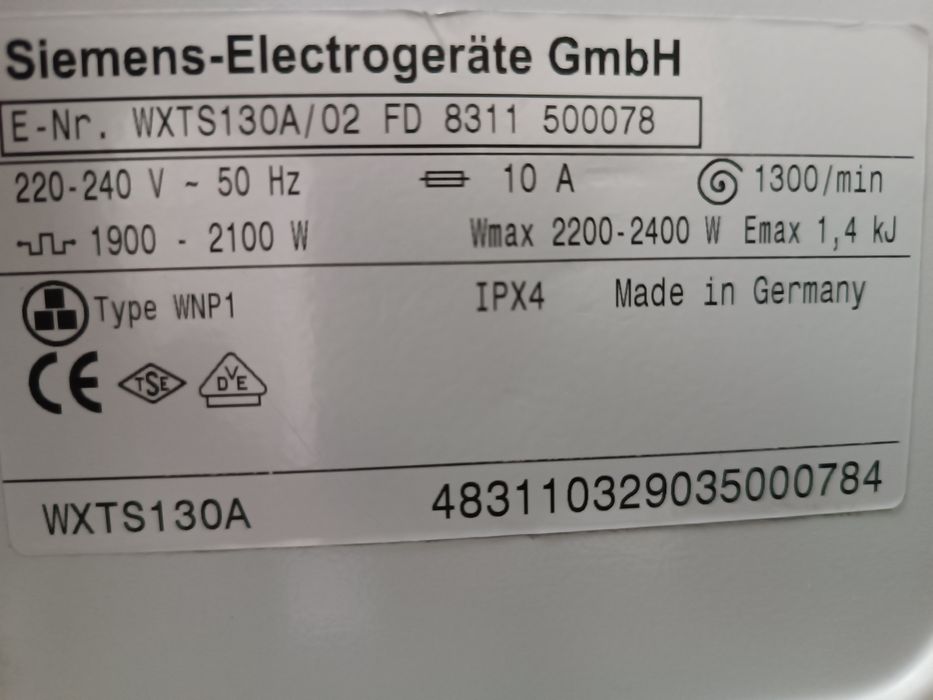 Siemens-Electrogeräte GmbH
E-Nr. WXTS130A/02 FD 8311 500078
220-240 V ~ 50 Hz 10 A 1300/min
1900 - 2100 W Wmax 2200-2400 W Emax 1,4 kJ
Type WNP1 IPX4 Made in Germany
CE TSE DVE
WXTS130A 483110329035000784